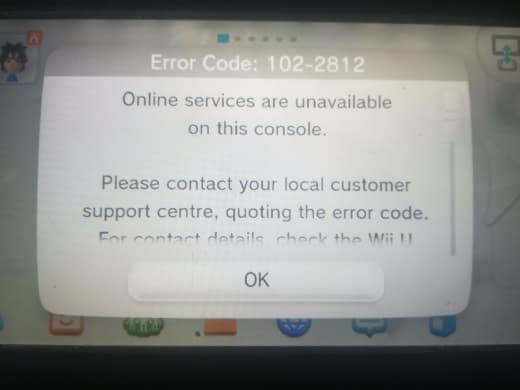 Error Code: 102-2812
Online services are unavailable
on this console.
Please contact your local customer
support centre, quoting the error code.
For contact details, check the Wii U
OK